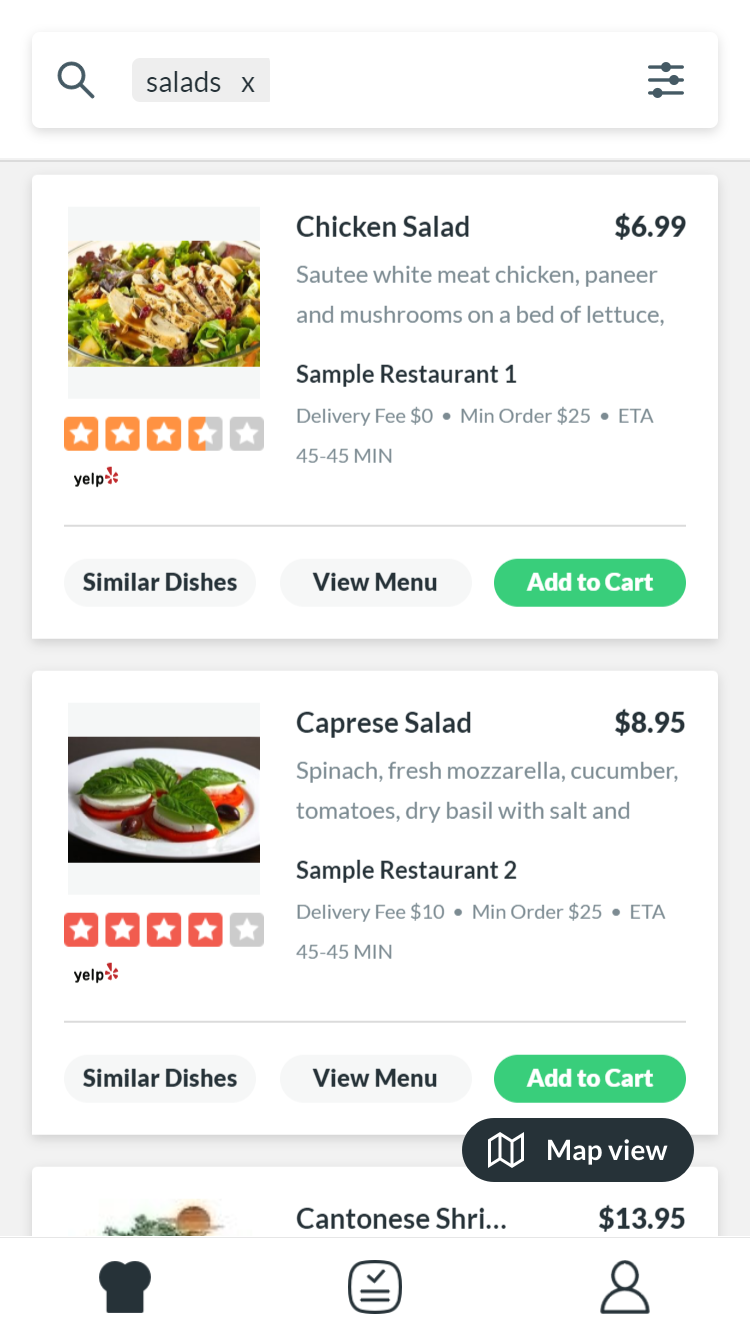 salads x
Chicken Salad $6.99
Sautee white meat chicken, paneer
and mushrooms on a bed of lettuce,
Sample Restaurant 1
Delivery Fee $0 • Min Order $25 • ETA
45-45 MIN
yelp
Similar Dishes View Menu Add to Cart
Caprese Salad $8.95
Spinach, fresh mozzarella, cucumber,
tomatoes, dry basil with salt and
Sample Restaurant 2
Delivery Fee $10 • Min Order $25 • ETA
45-45 MIN
yelp
Similar Dishes View Menu Add to Cart
Map view
Cantonese Shri... $13.95